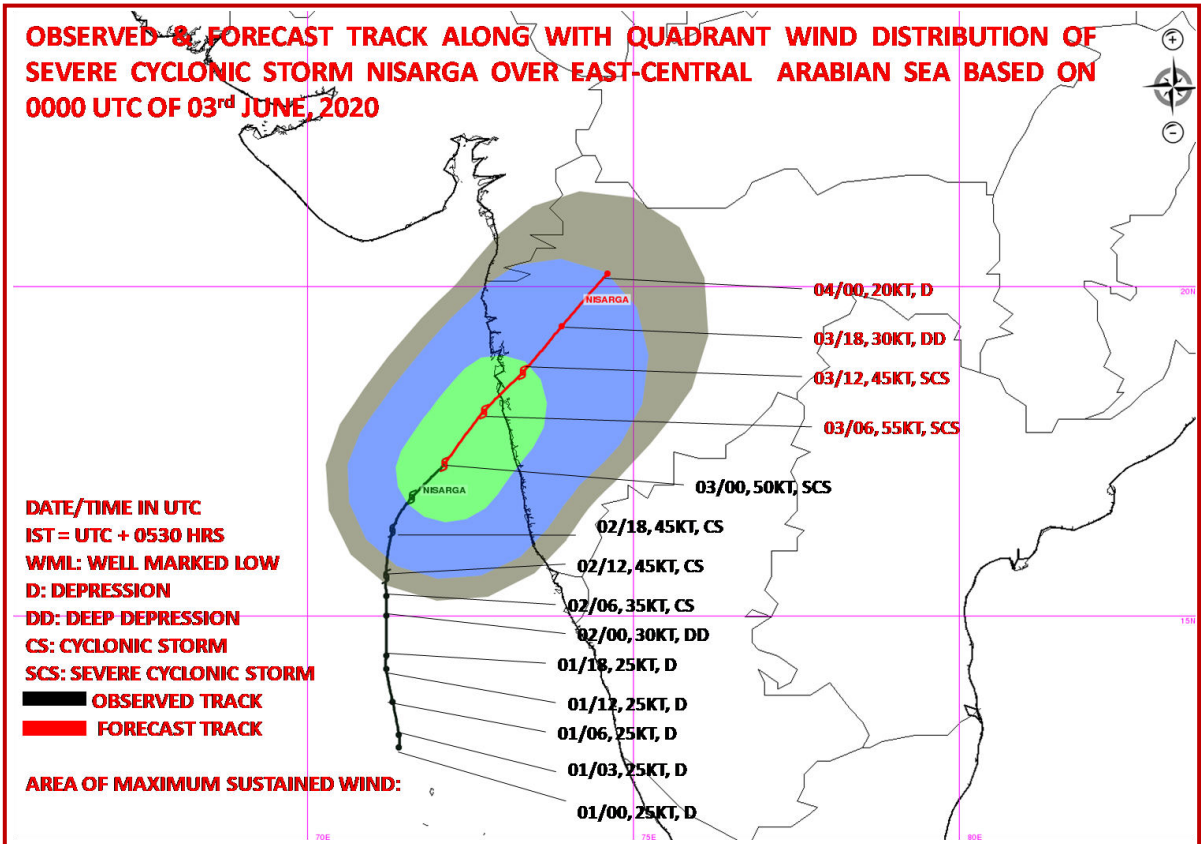 OBSERVED & FORECAST TRACK ALONG WITH QUADRANT WIND DISTRIBUTION OF
SEVERE CYCLONIC STORM NISARGA OVER EAST-CENTRAL ARABIAN SEA BASED ON
0000 UTC OF 03rd JUNE, 2020
04/00, 20KT, D
20N
NISARGA
03/18, 30KT, DD
03/12, 45KT, SCS
03/06, 55KT, SCS
03/00, 50KT, SCS
NISARGA
02/18, 45KT, CS
02/12, 45KT, CS
02/06, 35KT, CS
15N
02/00, 30KT, DD
01/18, 25KT, D
01/12, 25KT, D
01/06, 25KT, D
01/03, 25KT, D
01/00, 25KT, D
DATE/TIME IN UTC
IST = UTC + 0530 HRS
WML: WELL MARKED LOW
D: DEPRESSION
DD: DEEP DEPRESSION
CS: CYCLONIC STORM
SCS: SEVERE CYCLONIC STORM
OBSERVED TRACK
FORECAST TRACK
AREA OF MAXIMUM SUSTAINED WIND:
70E
75E
80E